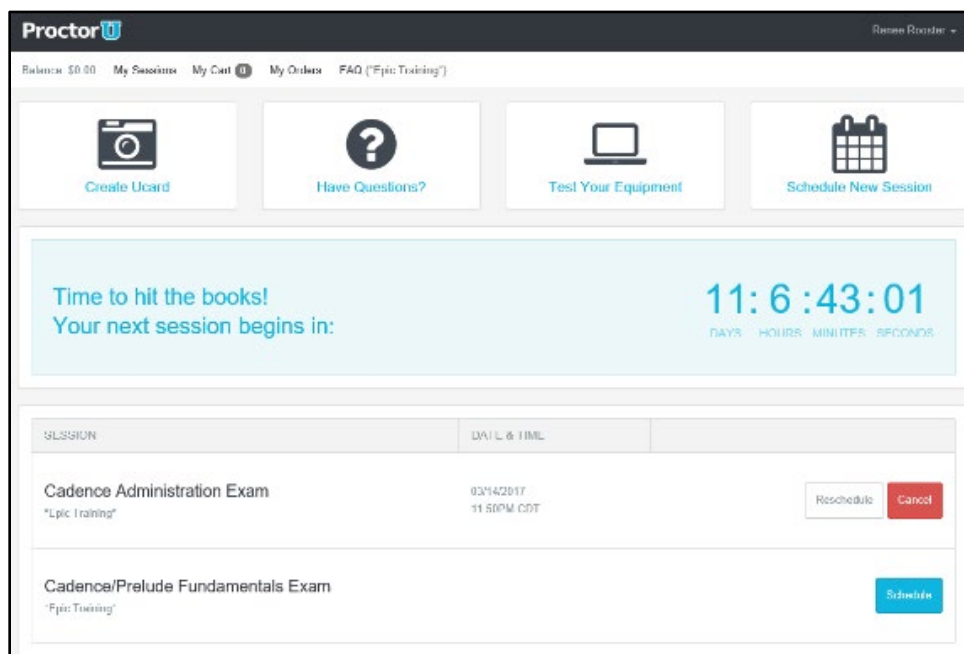 ProctorU Renee Rooster
Balance: $0.00 My Sessions My Cart 0 My Orders FAQ ("Epic Training")
Create Ucard Have Questions? Test Your Equipment Schedule New Session
Time to hit the books!
Your next session begins in:
11: 6 :43: 01
DAYS HOURS MINUTES SECONDS
SESSION DATE & TIME
Cadence Administration Exam
"Epic Training"
03/14/2017
11:50PM CDT
Reschedule Cancel
Cadence/Prelude Fundamentals Exam
"Epic Training"
Schedule